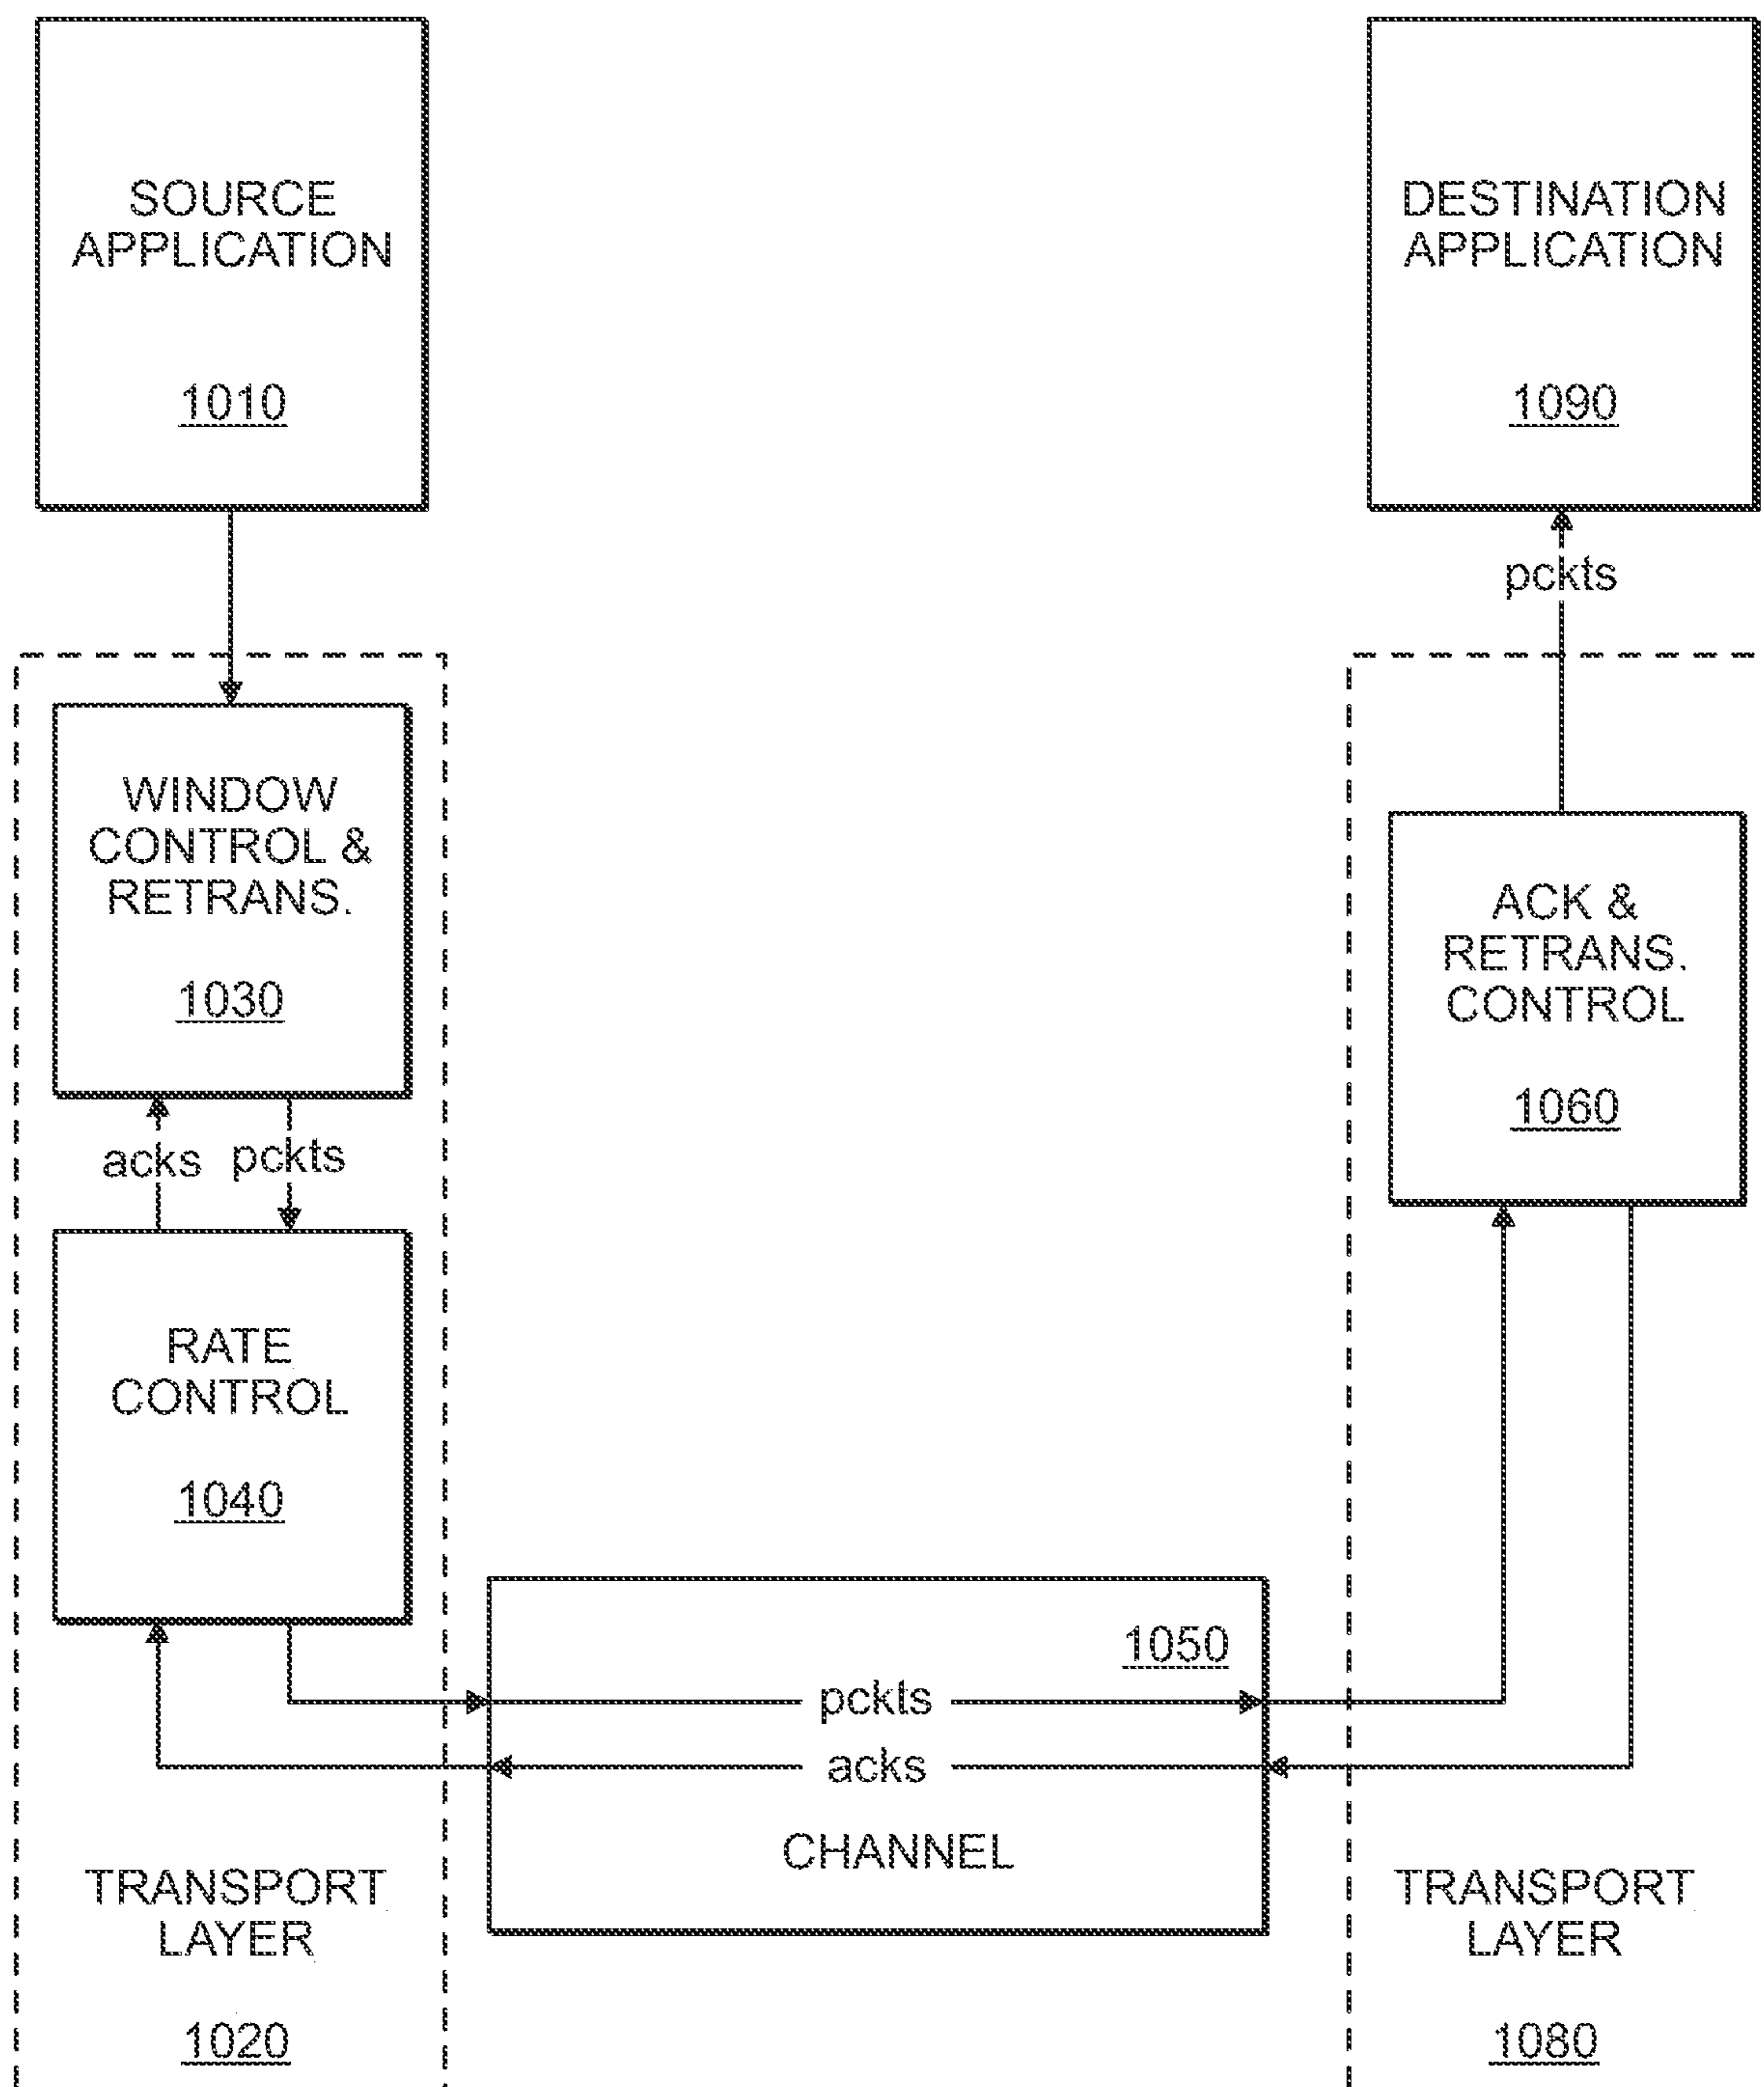 SOURCE
APPLICATION
1010
DESTINATION
APPLICATION
1090
pckts
WINDOW
CONTROL &
RETRANS.
1030
ACK &
RETRANS.
CONTROL
1060
acks pckts
RATE
CONTROL
1040
1050
pckts
acks
CHANNEL
TRANSPORT
LAYER
1020
TRANSPORT
LAYER
1080